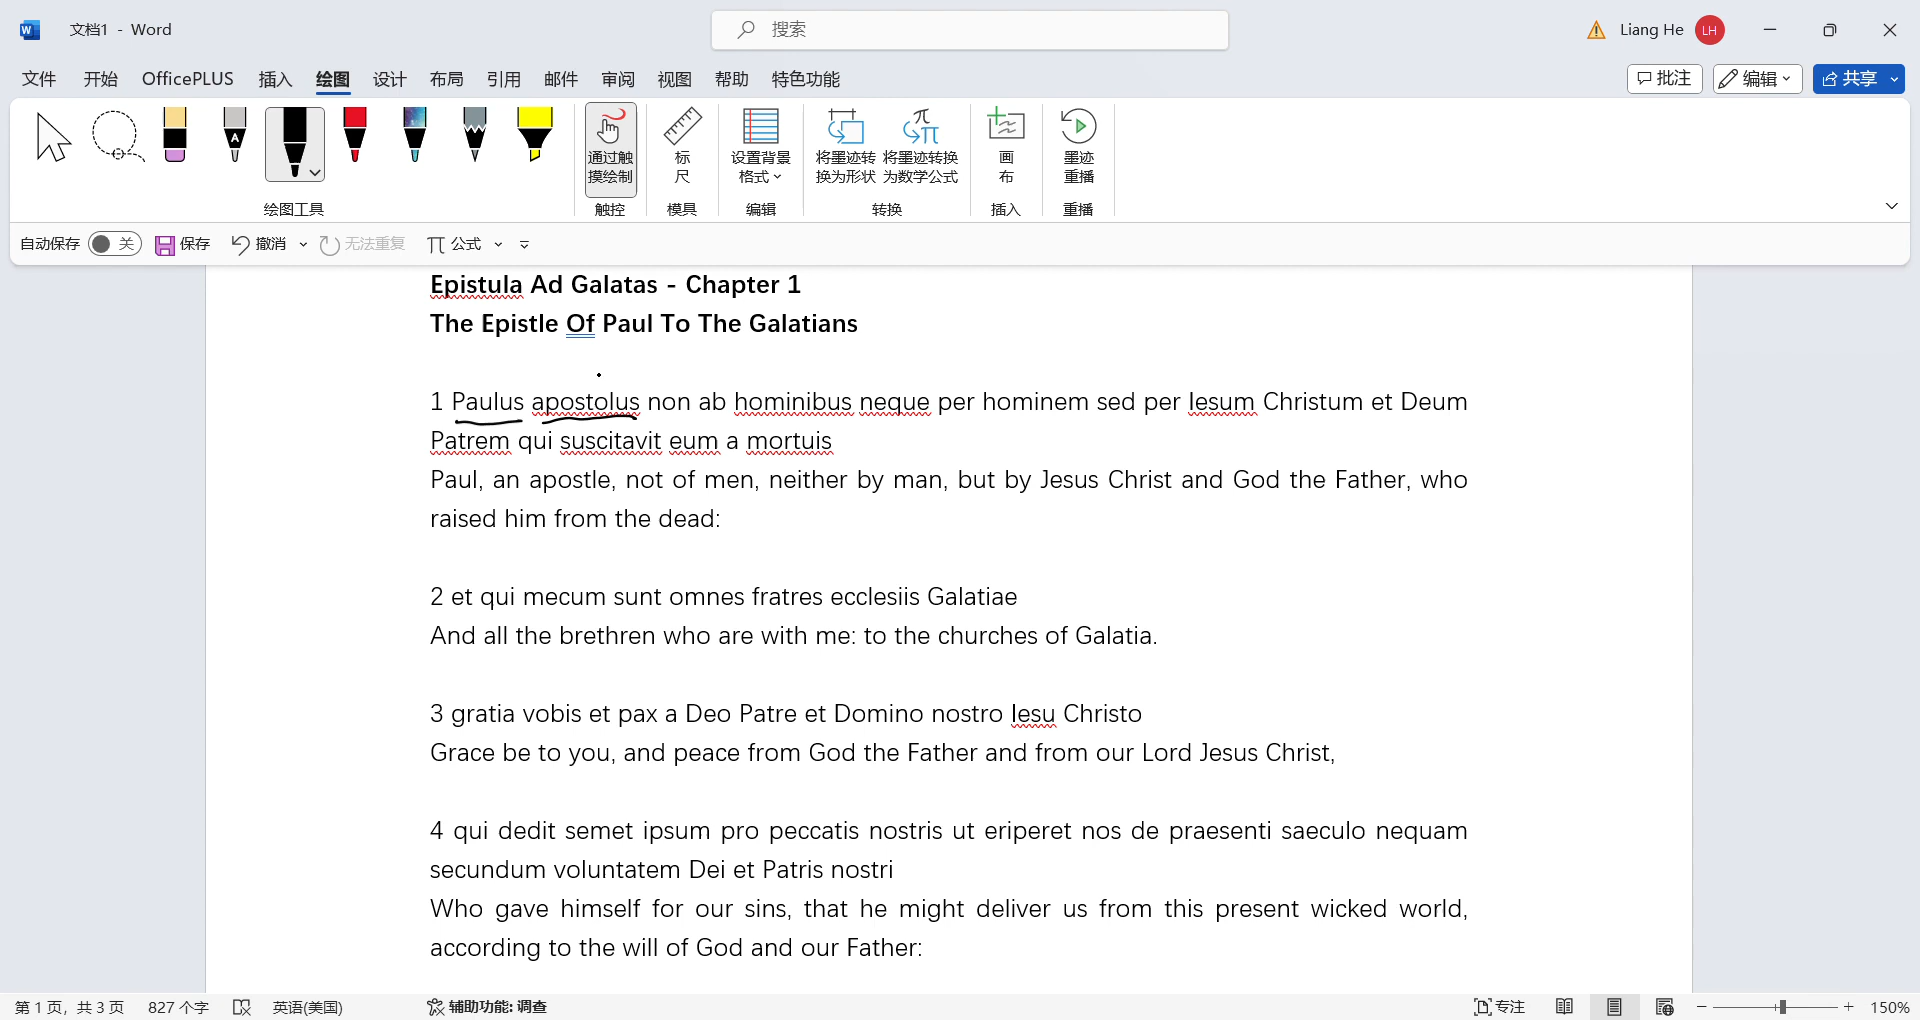 文档1 - Word
搜索
Liang He
LH
文件 开始 OfficePLUS 插入 绘图 设计 布局 引用 邮件 审阅 视图 帮助 特色功能
批注 编辑 共享
通过触摸绘制
标尺
设置背景格式
将墨迹转换为形状
将墨迹转换为数学公式
画布
墨迹重播
绘图工具 触控 模具 编辑 转换 插入 重播
自动保存 关 保存 撤消 无法重复 公式
Epistula Ad Galatas - Chapter 1
The Epistle Of Paul To The Galatians
1 Paulus apostolus non ab hominibus neque per hominem sed per Iesum Christum et Deum
Patrem qui suscitavit eum a mortuis
Paul, an apostle, not of men, neither by man, but by Jesus Christ and God the Father, who
raised him from the dead:
2 et qui mecum sunt omnes fratres ecclesiis Galatiae
And all the brethren who are with me: to the churches of Galatia.
3 gratia vobis et pax a Deo Patre et Domino nostro Iesu Christo
Grace be to you, and peace from God the Father and from our Lord Jesus Christ,
4 qui dedit semet ipsum pro peccatis nostris ut eriperet nos de praesenti saeculo nequam
secundum voluntatem Dei et Patris nostri
Who gave himself for our sins, that he might deliver us from this present wicked world,
according to the will of God and our Father:
第1页，共3页 827个字 英语(美国) 辅助功能: 调查 专注 150%